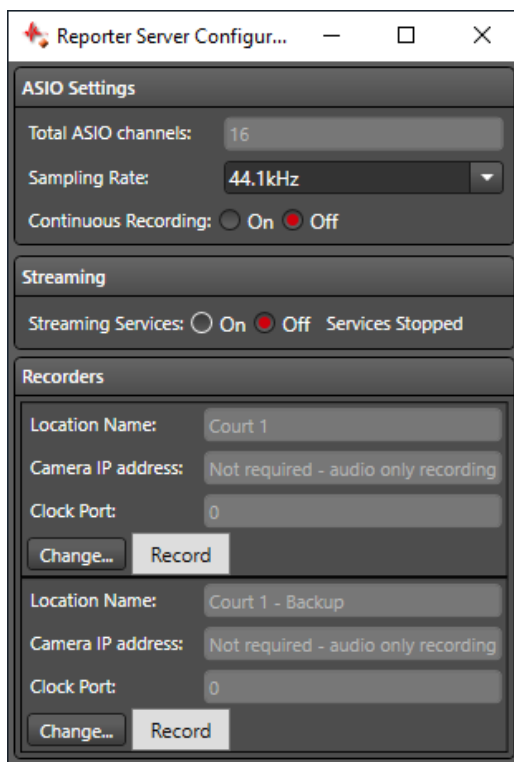 Reporter Server Configur...
ASIO Settings
Total ASIO channels: 16
Sampling Rate: 44.1kHz
Continuous Recording: On Off
Streaming
Streaming Services: On Off Services Stopped
Recorders
Location Name: Court 1
Camera IP address: Not required - audio only recording
Clock Port: 0
Change... Record
Location Name: Court 1 - Backup
Camera IP address: Not required - audio only recording
Clock Port: 0
Change... Record